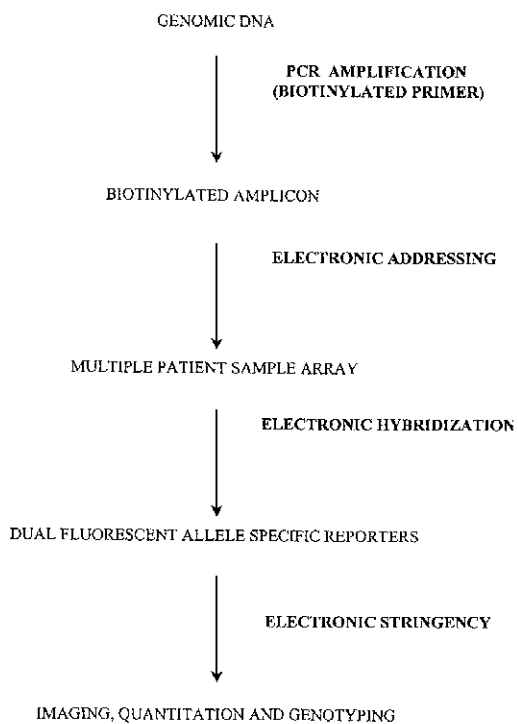 GENOMIC DNA
PCR AMPLIFICATION
(BIOTINYLATED PRIMER)
BIOTINYLATED AMPLICON
ELECTRONIC ADDRESSING
MULTIPLE PATIENT SAMPLE ARRAY
ELECTRONIC HYBRIDIZATION
DUAL FLUORESCENT ALLELE SPECIFIC REPORTERS
ELECTRONIC STRINGENCY
IMAGING, QUANTITATION AND GENOTYPING